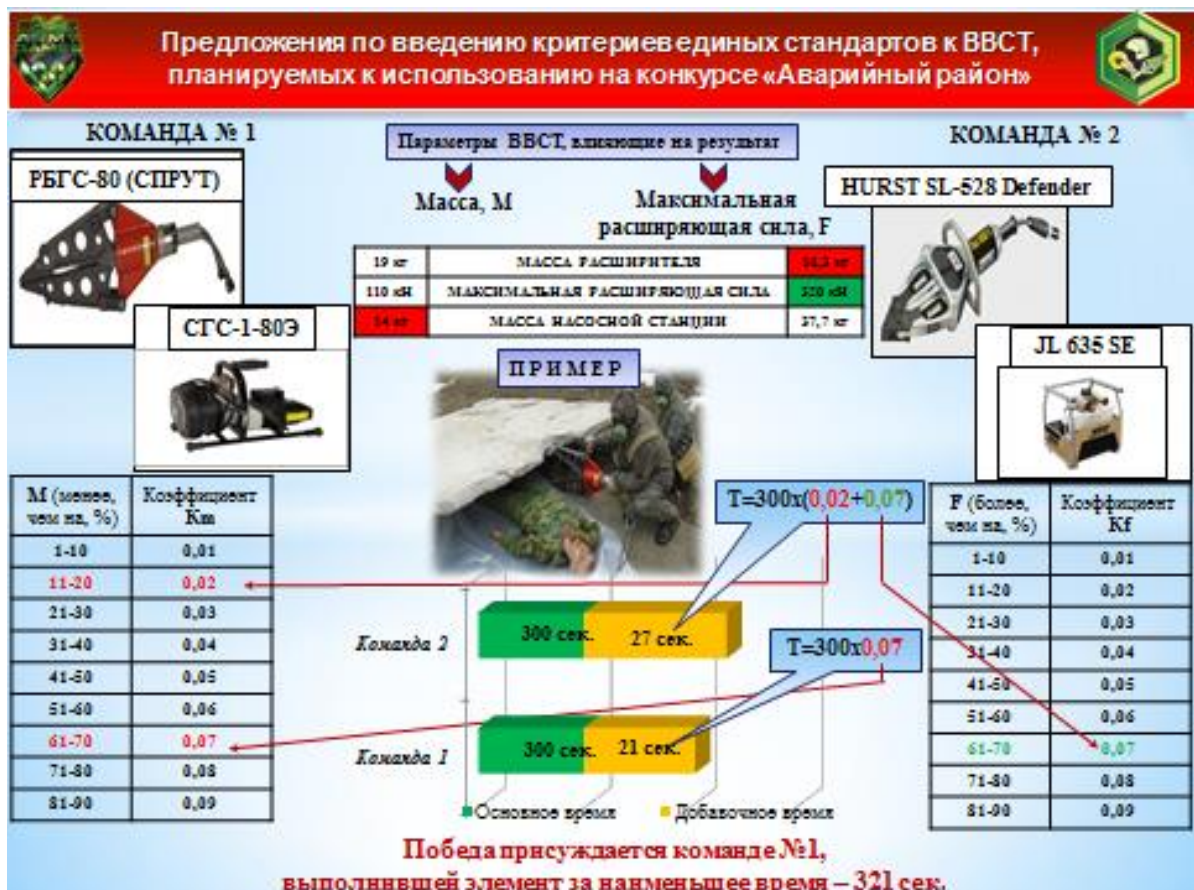 Предложения по введению критериев единых стандартов к ВВСТ,
планируемых к использованию на конкурсе «Аварийный район»
КОМАНДА № 1
РБГС-80 (СПРУТ)
СГС-1-80Э
Параметры ВВСТ, влияющие на результат
Масса, М
Максимальная
расширяющая сила, F
КОМАНДА № 2
HURST SL-528 Defender
JL 635 SE
19 кг МАССА РАСШИРИТЕЛЯ
110 кН МАКСИМАЛЬНАЯ РАСШИРЯЮЩАЯ СИЛА
14 кг МАССА НАСОСНОЙ СТАНЦИИ 37,7 кг
ПРИМЕР
М (менее, Коэффициент
чем на, %) Км
1-10 0,01
11-20 0,02
21-30 0,03
31-40 0,04
41-50 0,05
51-60 0,06
61-70 0,07
71-80 0,08
81-90 0,09
T=300x(0,02+0,07)
Команда 2
300 сек.
27 сек.
T=300x0,07
Команда 1
300 сек.
21 сек.
Основное время
Добавочное время
F (более, Коэффициент
чем на, %) Kf
1-10 0,01
11-20 0,02
21-30 0,03
31-40 0,04
41-50 0,05
51-60 0,06
61-70 0,07
71-80 0,08
81-90 0,09
Победа присуждается команде №1,
выполнившей элемент за наименьшее время – 321 сек.